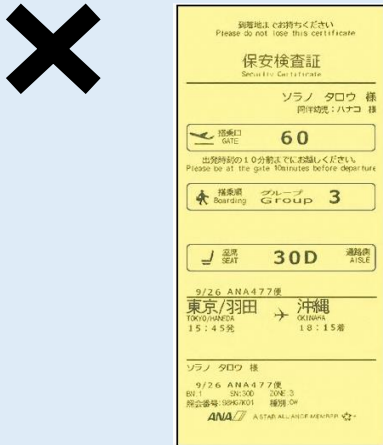 到着地までお持ちください
Please do not lose this certificate
保安検査証
Security Certificate
ソラノ タロウ 様
同伴幼児:ハナコ 様
搭乗口 GATE 60
出発時刻の10分前までにお越しください。
Please be at the gate 10minutes before departure
搭乗順 Boarding グループ Group 3
座席 SEAT 30D 通路側 AISLE
9/26 ANA477便
東京/羽田 沖縄
TOKYO/HANEDA OKINAWA
15:45発 18:15着
ソラノ タロウ 様
9/26 ANA477便
BN:1 SN:30D ZONE:3
ANA A STAR ALLIANCE MEMBER